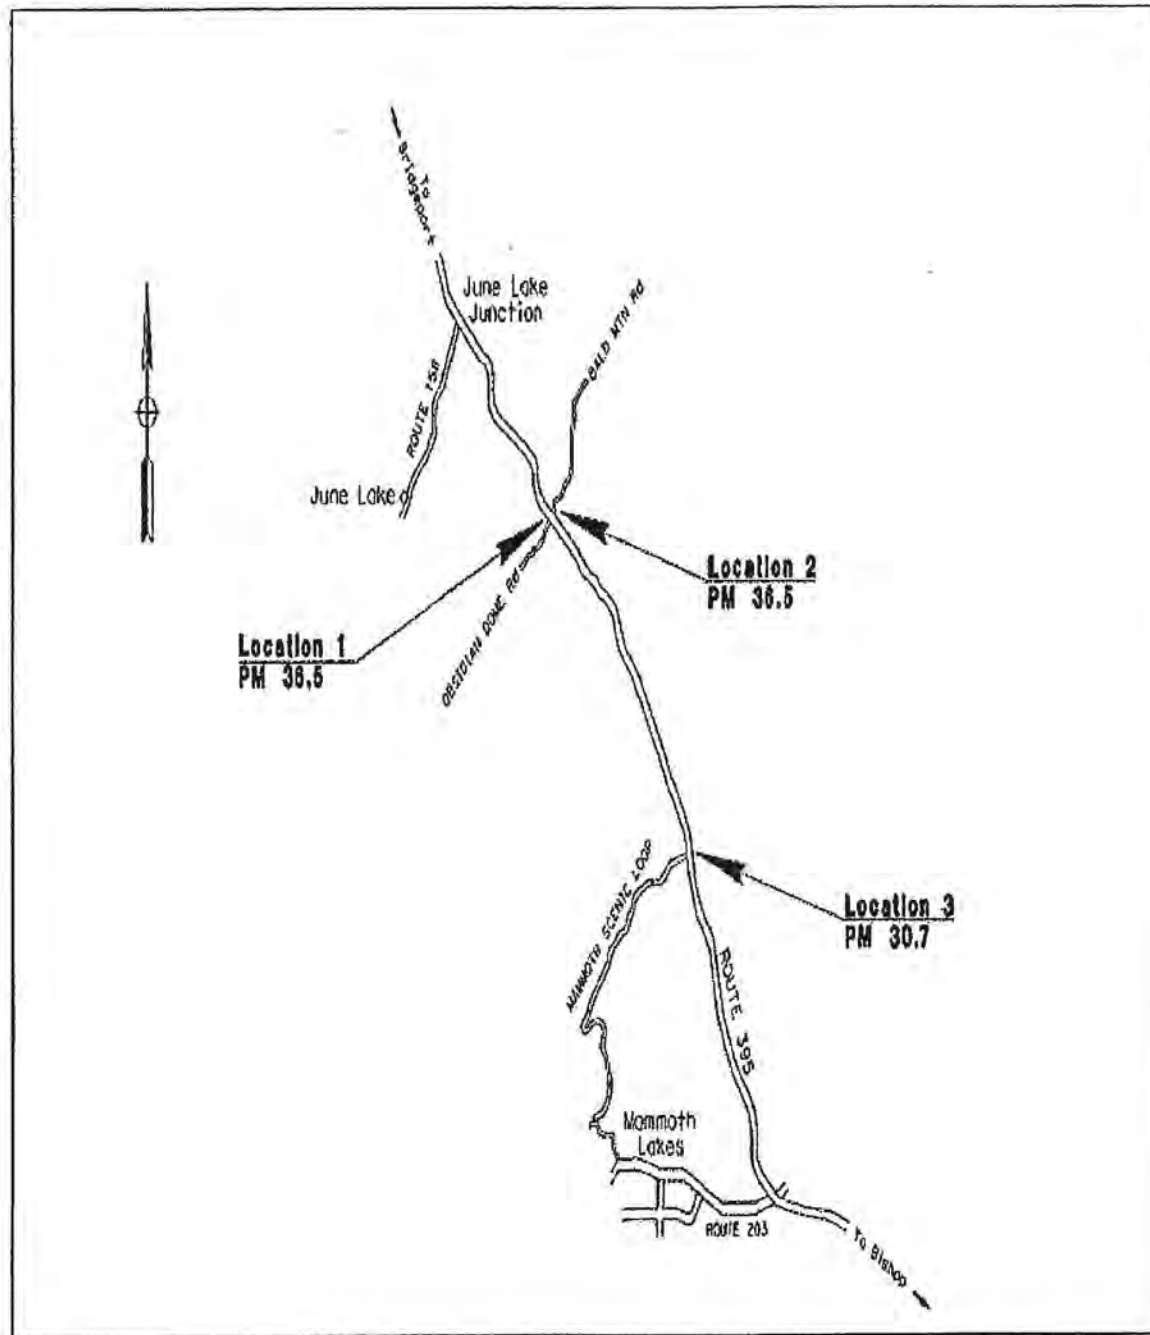 To
Bridgeport
June Lake
Junction
BALD MTN Rd
ROUTE 158
June Lake
Location 2
PM 36.5
OBSIDIAN DOME Rd
Location 1
PM 36.5
MAMMOTH SCENIC LOOP
Location 3
PM 30.7
ROUTE 395
Mammoth
Lakes
ROUTE 203
To Bishop